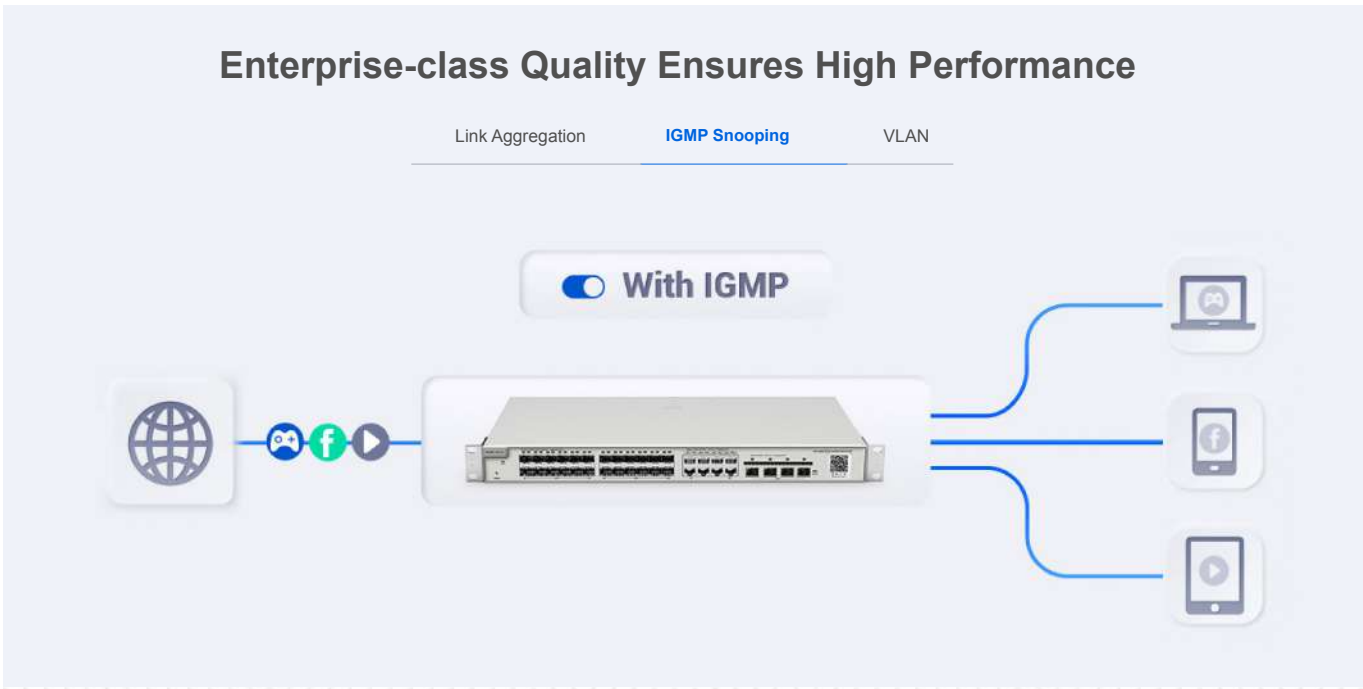 Enterprise-class Quality Ensures High Performance
Link Aggregation IGMP Snooping VLAN
With IGMP